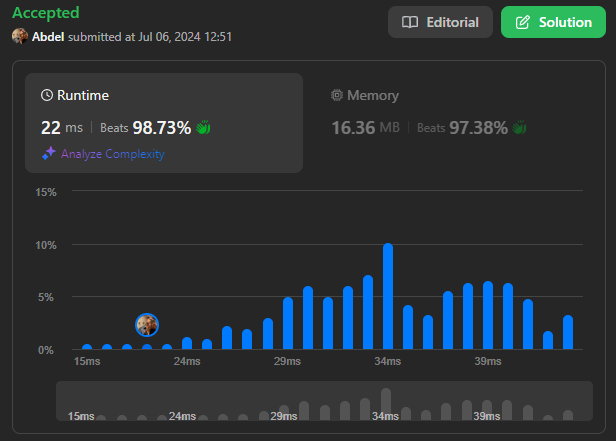 Accepted
Editorial
Solution
Abdel submitted at Jul 06, 2024 12:51
Runtime
Memory
22 ms Beats 98.73%
16.36 MB Beats 97.38%
Analyze Complexity
15%
10%
5%
0%
15ms 24ms 29ms 34ms 39ms
15ms 24ms 29ms 34ms 39ms